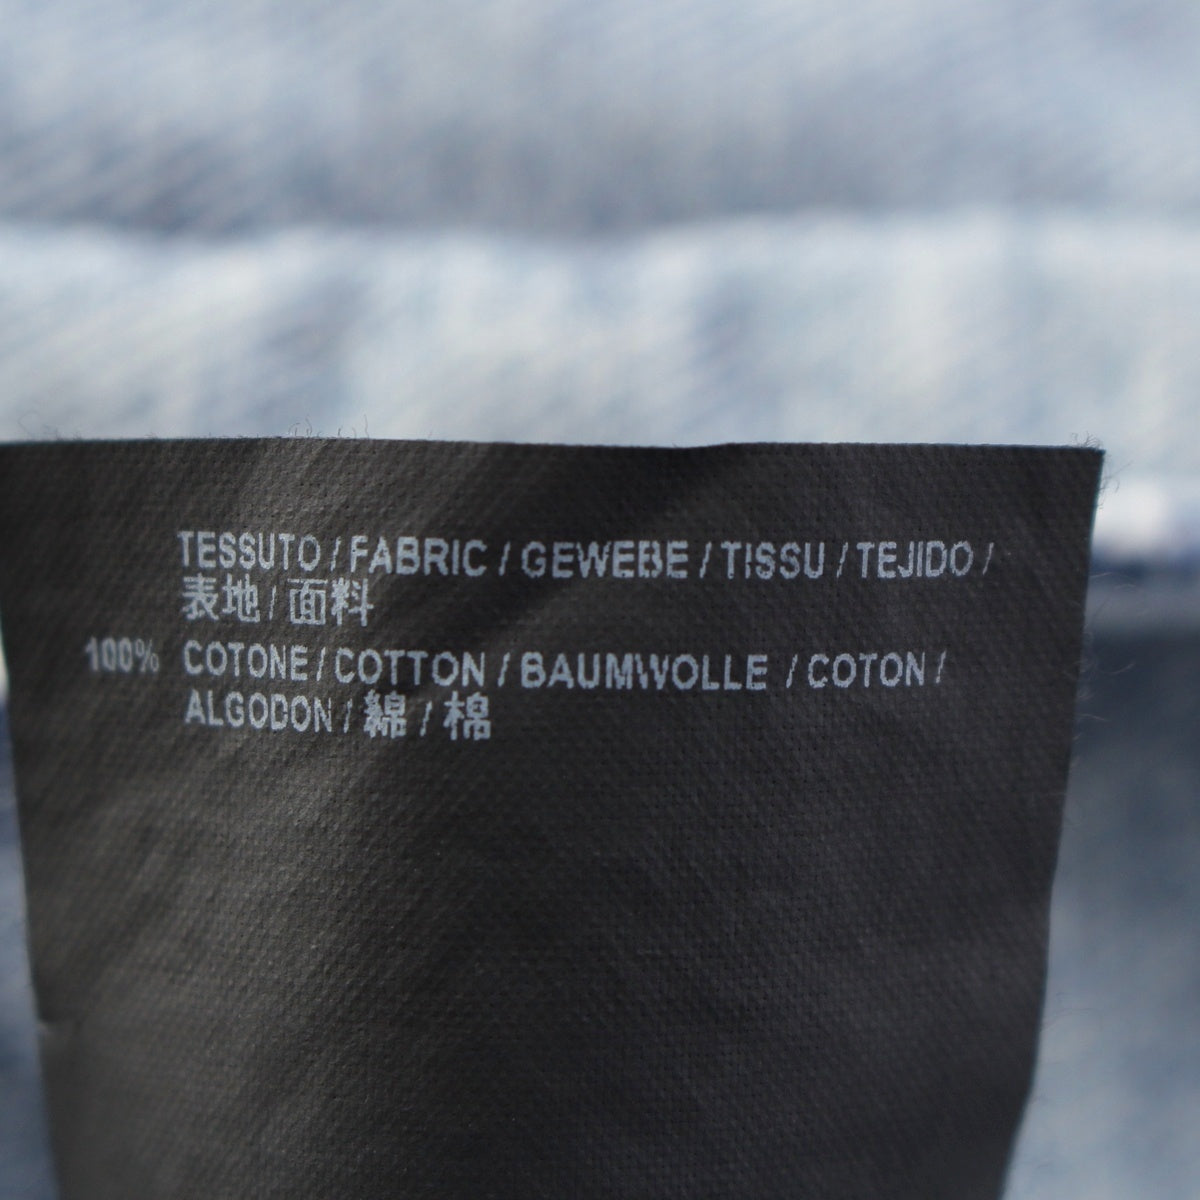 TESSUTO / FABRIC / GEWEBE / TISSU / TEJIDO /
表地 / 面料
100% COTONE / COTTON / BAUMWOLLE / COTON /
ALGODON / 綿 / 棉